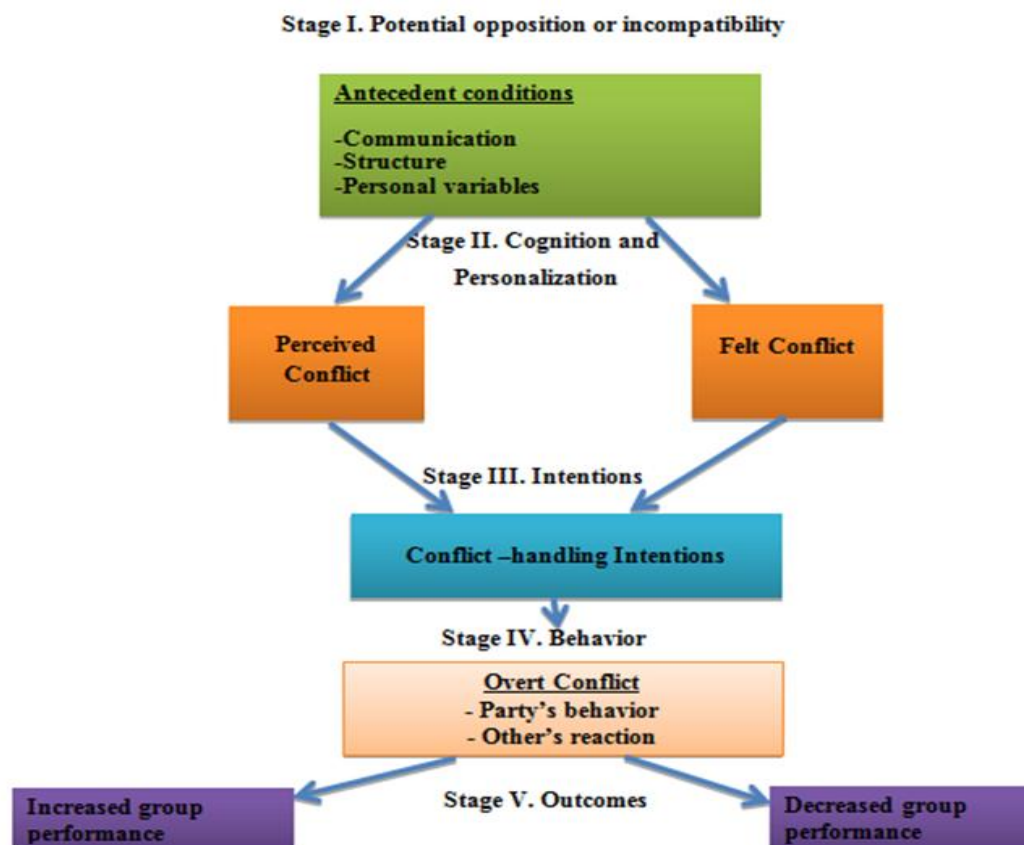 Stage I. Potential opposition or incompatibility
Antecedent conditions
-Communication
-Structure
-Personal variables
Stage II. Cognition and
Personalization
Perceived
Conflict
Felt Conflict
Stage III. Intentions
Conflict –handling Intentions
Stage IV. Behavior
Overt Conflict
- Party’s behavior
- Other’s reaction
Stage V. Outcomes
Increased group
performance
Decreased group
performance